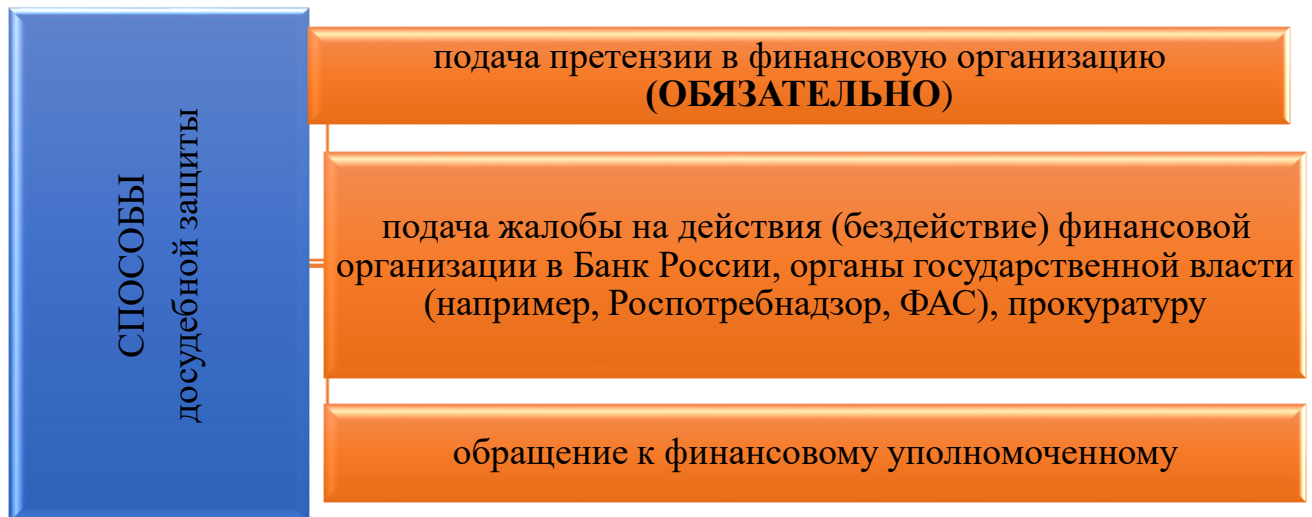 СПОСОБЫ
досудебной защиты
подача претензии в финансовую организацию
(ОБЯЗАТЕЛЬНО)
подача жалобы на действия (бездействие) финансовой
организации в Банк России, органы государственной власти
(например, Роспотребнадзор, ФАС), прокуратуру
обращение к финансовому уполномоченному